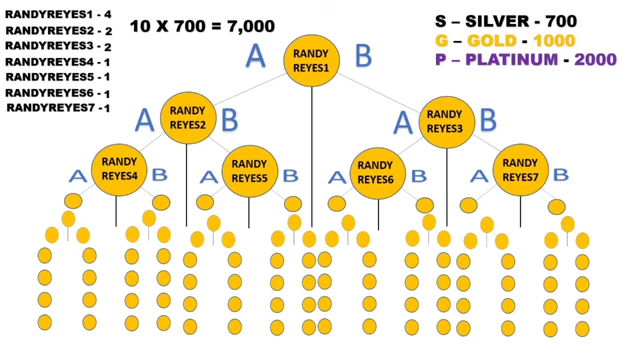 RANDYREYES1 - 4
RANDYREYES2 - 2
RANDYREYES3 - 2
RANDYREYES4 - 1
RANDYREYES5 - 1
RANDYREYES6 - 1
RANDYREYES7 - 1
10 X 700 = 7,000
S – SILVER - 700
G – GOLD - 1000
P – PLATINUM - 2000
A
RANDY
REYES1
B
A
RANDY
REYES2
B
A
RANDY
REYES3
B
A
RANDY
REYES4
B
A
RANDY
REYES5
B
A
RANDY
REYES6
B
A
RANDY
REYES7
B